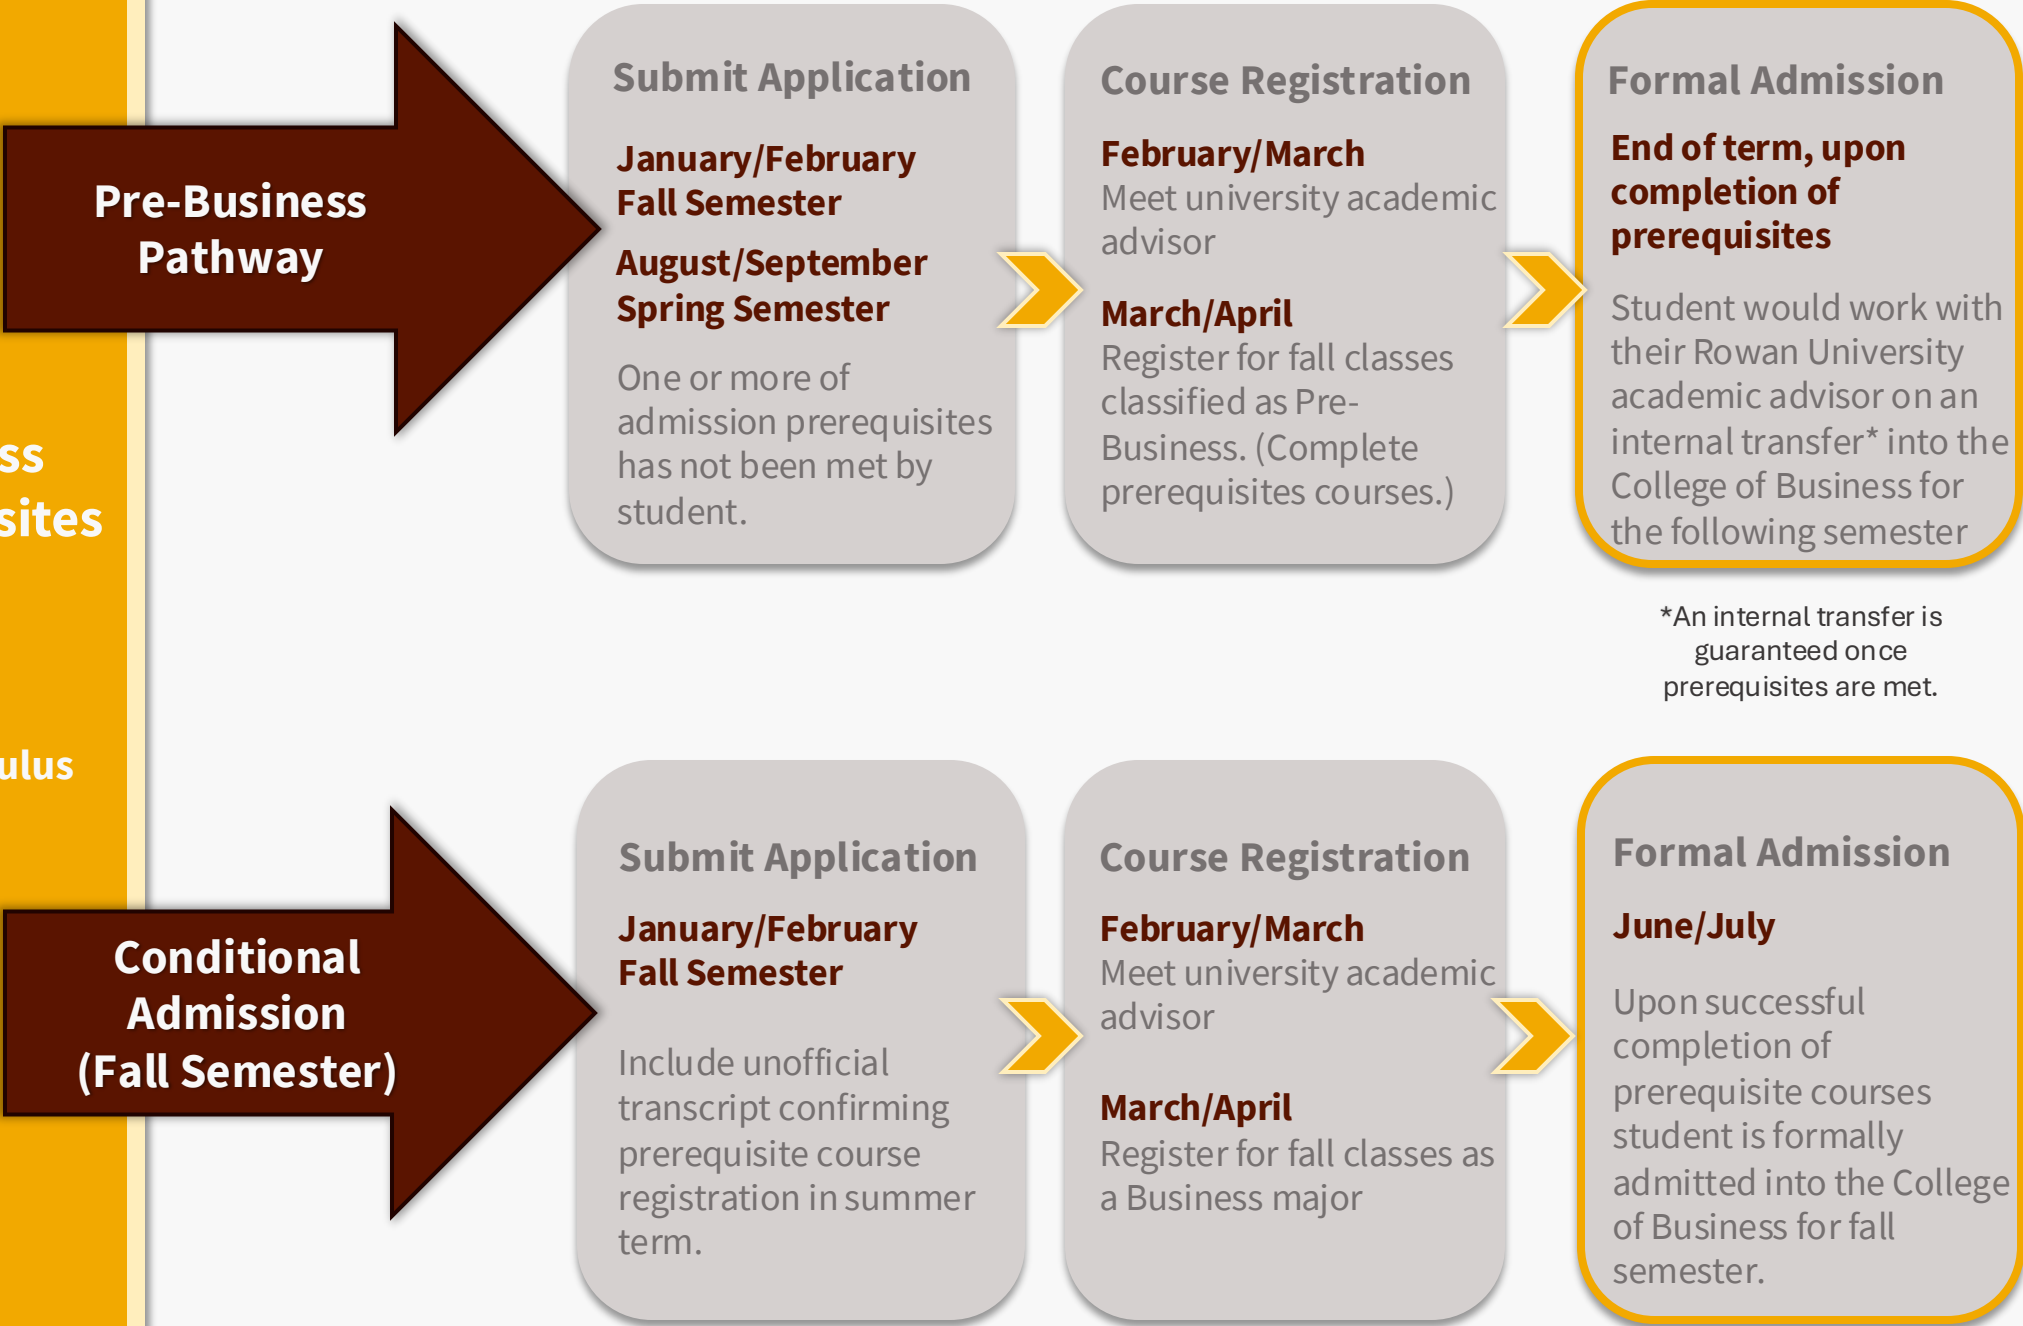 Pre-Business
Pathway
Submit Application
January/February
Fall Semester
August/September
Spring Semester
One or more of
admission prerequisites
has not been met by
student.
Course Registration
February/March
Meet university academic
advisor
March/April
Register for fall classes
classified as Pre-
Business. (Complete
prerequisites courses.)
Formal Admission
End of term, upon
completion of
prerequisites
Student would work with
their Rowan University
academic advisor on an
internal transfer* into the
College of Business for
the following semester
*An internal transfer is
guaranteed once
prerequisites are met.
Conditional
Admission
(Fall Semester)
Submit Application
January/February
Fall Semester
Include unofficial
transcript confirming
prerequisite course
registration in summer
term.
Course Registration
February/March
Meet university academic
advisor
March/April
Register for fall classes as
a Business major
Formal Admission
June/July
Upon successful
completion of
prerequisite courses
student is formally
admitted into the College
of Business for fall
semester.